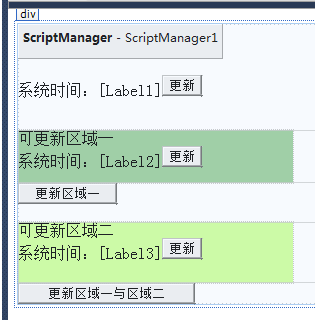 div
ScriptManager - ScriptManager1
系统时间：[Label1] 更新
可更新区域一
系统时间：[Label2] 更新
更新区域一
可更新区域二
系统时间：[Label3] 更新
更新区域一与区域二